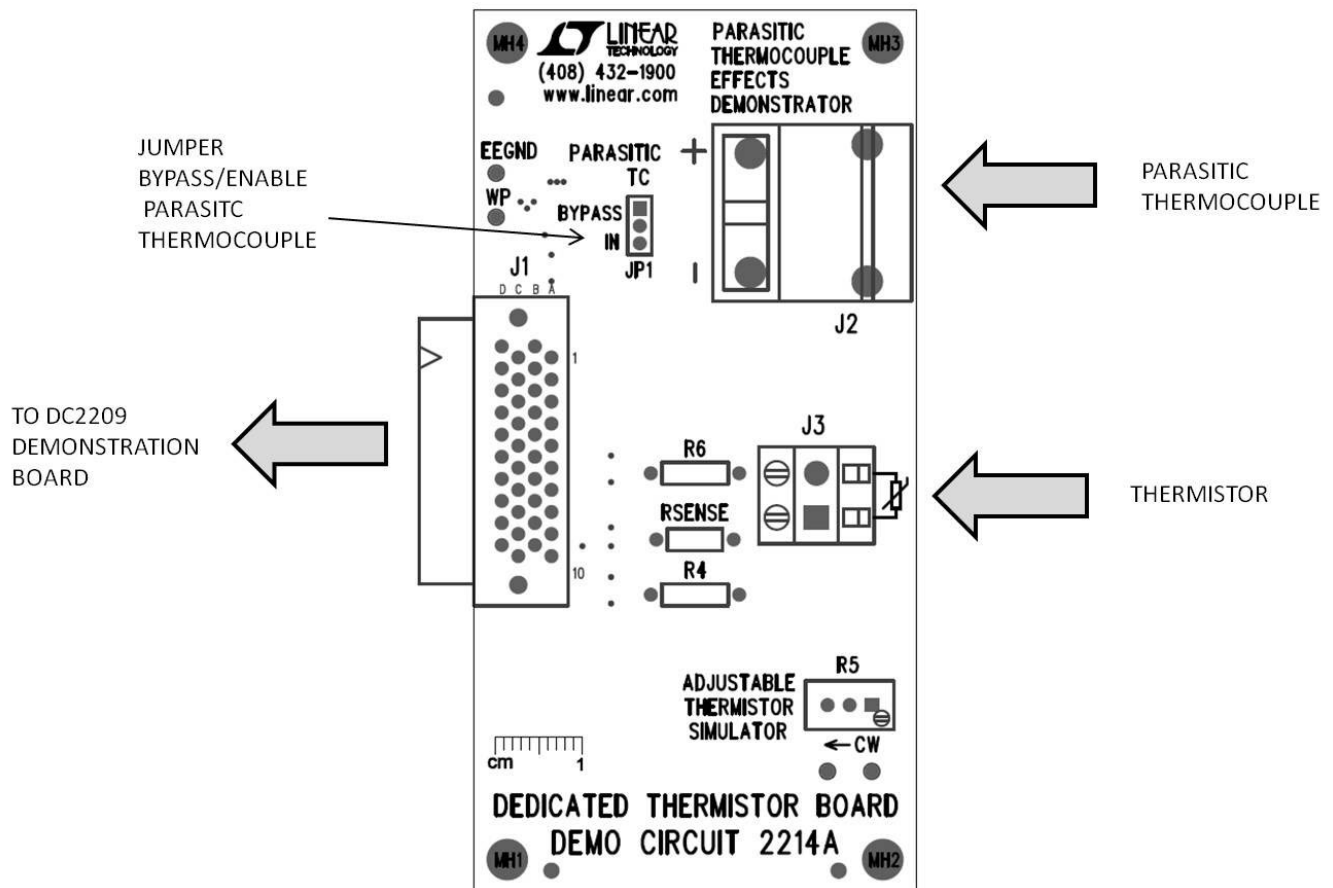 MH4
LINEAR
TECHNOLOGY
(408) 432-1900
www.linear.com
PARASITIC
THERMOCOUPLE
EFFECTS
DEMONSTRATOR
MH3
JUMPER
BYPASS/ENABLE
PARASITC
THERMOCOUPLE
EEGND
WP
PARASITIC
TC
BYPASS
IN
JP1
+
-
J2
PARASITIC
THERMOCOUPLE
J1
D C B A
1
10
TO DC2209
DEMONSTRATION
BOARD
R6
RSENSE
R4
J3
THERMISTOR
ADJUSTABLE
THERMISTOR
SIMULATOR
R5
←CW
cm 1
DEDICATED THERMISTOR BOARD
DEMO CIRCUIT 2214A
MH1
MH2